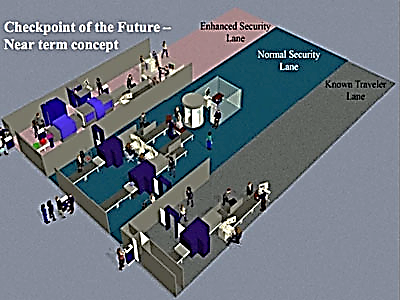 Checkpoint of the Future –
Near term concept
Enhanced Security
Lane
Normal Security
Lane
Known Traveler
Lane